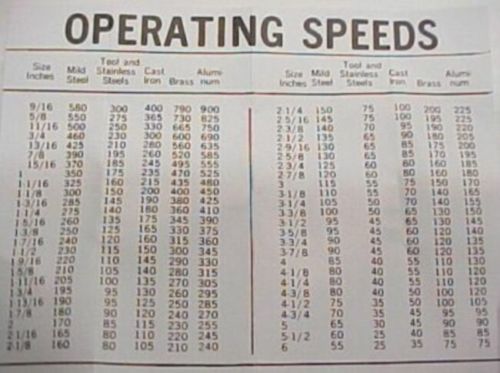 OPERATING SPEEDS
Size Inches Mild Steel Tool and Stainless Steels Cast Iron Brass Aluminum
9/16 580 300 400 790 900
5/8 550 275 365 730 825
11/16 500 250 330 665 750
3/4 460 230 300 600 690
13/16 425 210 280 560 635
7/8 390 195 260 520 585
15/16 370 185 245 495 555
1 350 175 235 470 525
1-1/16 325 160 215 435 480
1-1/8 300 150 200 400 450
1-3/16 285 145 190 380 425
1-1/4 275 140 180 360 410
1-5/16 260 135 175 345 390
1-3/8 250 125 165 330 375
1-7/16 240 120 160 315 360
1-1/2 230 115 150 300 345
1-9/16 220 110 145 290 330
1-5/8 210 105 140 280 315
1-11/16 205 100 135 270 305
1-3/4 195 95 130 260 295
1-13/16 190 95 125 250 285
1-7/8 180 90 120 240 270
2 170 85 115 230 255
2-1/16 165 80 110 220 245
2-1/8 160 80 105 210 240
Size Inches Mild Steel Tool and Stainless Steels Cast Iron Brass Aluminum
2-1/4 150 75 100 200 225
2-5/16 145 75 100 195 225
2-3/8 140 70 95 190 220
2-1/2 135 65 90 185 205
2-9/16 130 65 85 175 200
2-5/8 130 65 85 170 195
2-3/4 125 60 80 160 185
2-7/8 120 60 80 160 180
3 115 55 75 150 170
3-1/8 110 55 70 140 165
3-1/4 105 50 70 140 155
3-3/8 100 50 65 130 150
3-1/2 95 45 65 130 145
3-5/8 95 45 60 120 140
3-3/4 90 45 60 120 135
3-7/8 90 45 60 120 135
4 85 40 55 110 130
4-1/8 80 40 55 110 120
4-1/4 80 40 55 110 120
4-3/8 80 40 50 100 120
4-1/2 75 35 50 100 105
4-3/4 70 35 45 95 95
5 65 30 45 90 90
5-1/2 60 25 40 85 85
6 55 25 35 75 75